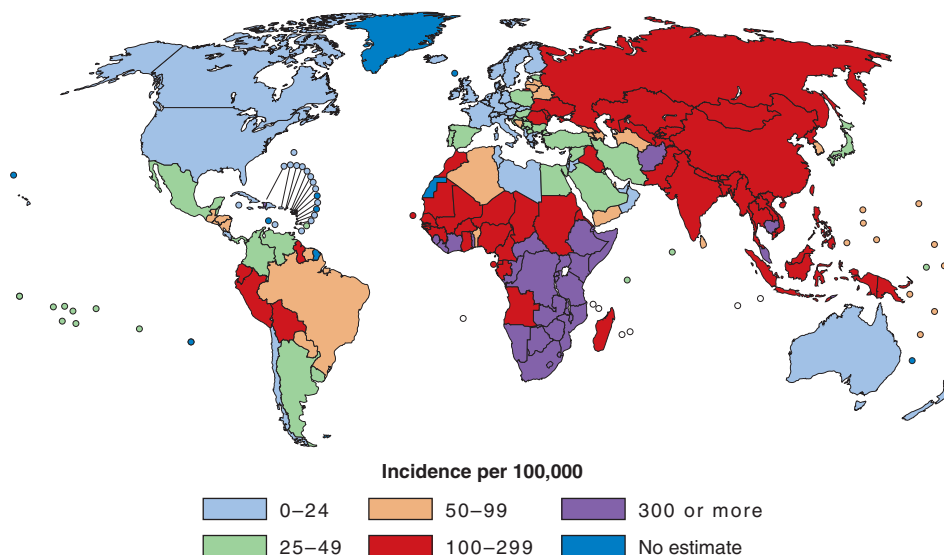 Incidence per 100,000
0–24
50–99
300 or more
25–49
100–299
No estimate